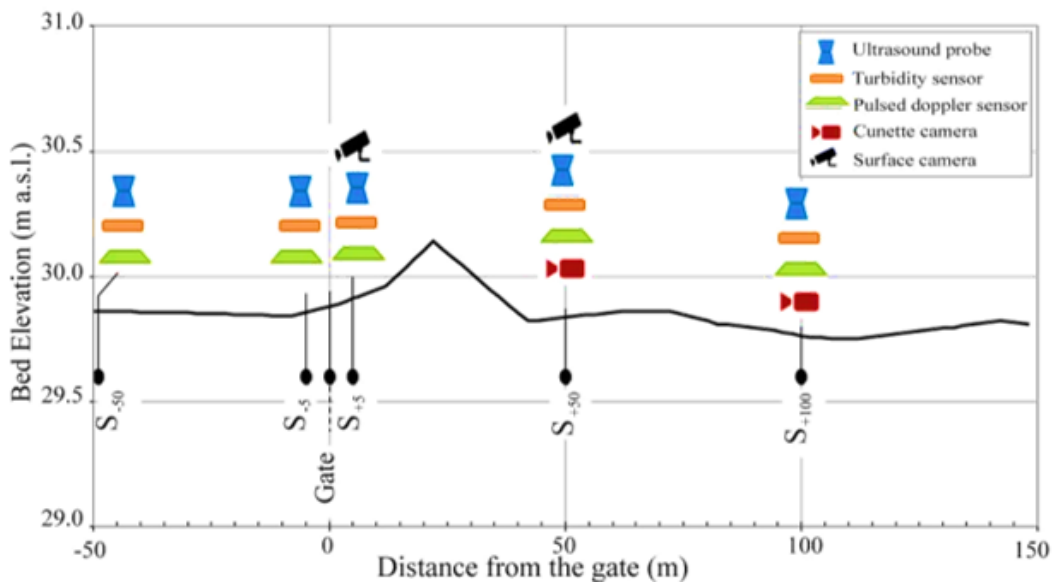 31.0
30.5
30.0
29.5
29.0
Bed Elevation (m a.s.l.)
Ultrasound probe
Turbidity sensor
Pulsed doppler sensor
Cunette camera
Surface camera
S-50
S-5
Gate
S+5
S+50
S+100
-50
0
50
100
150
Distance from the gate (m)